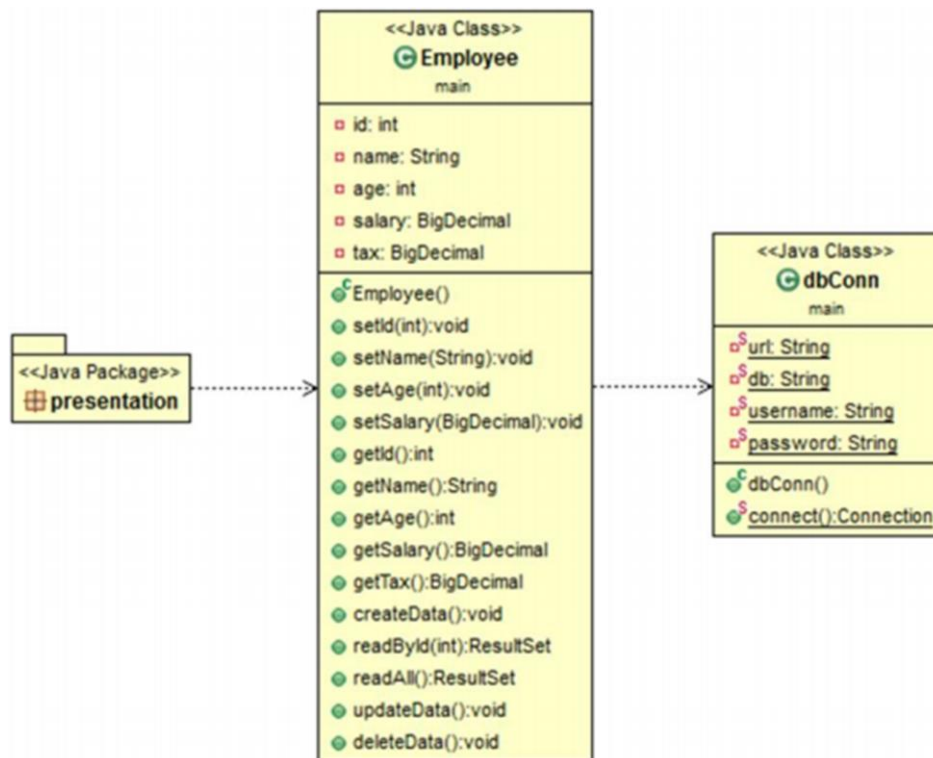 <<Java Package>>
presentation
<<Java Class>>
Employee
main
id: int
name: String
age: int
salary: BigDecimal
tax: BigDecimal
Employee()
setId(int):void
setName(String):void
setAge(int):void
setSalary(BigDecimal):void
getId():int
getName():String
getAge():int
getSalary():BigDecimal
getTax():BigDecimal
createData():void
readById(int):ResultSet
readAll():ResultSet
updateData():void
deleteData():void
<<Java Class>>
dbConn
main
url: String
db: String
username: String
password: String
dbConn()
connect():Connection